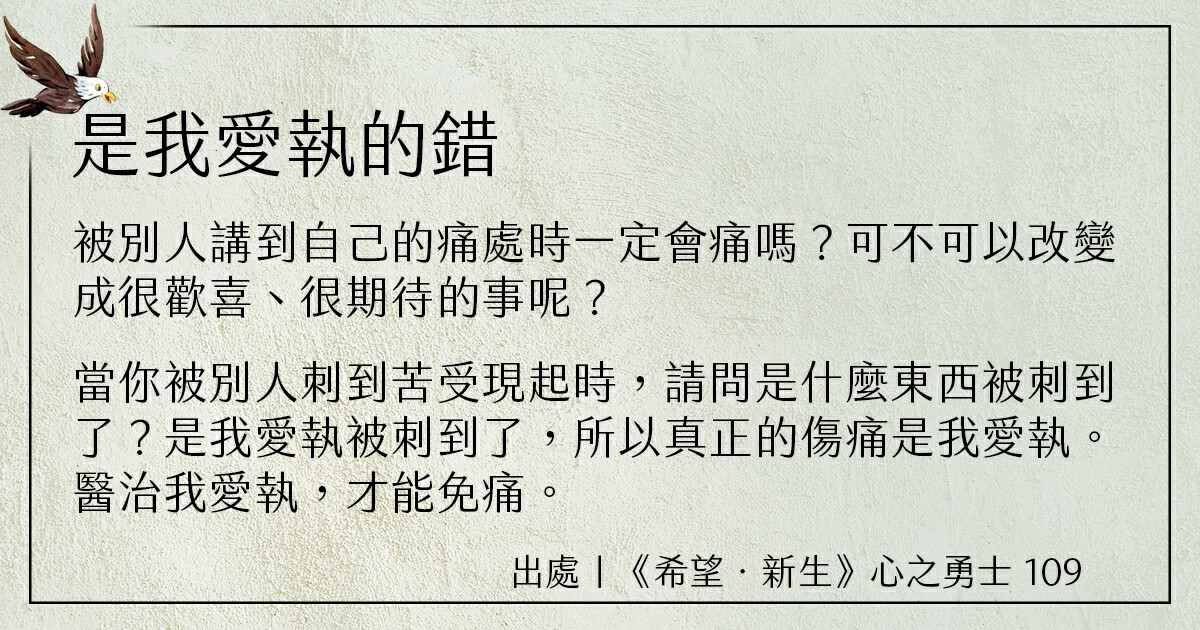 是我愛執的錯
被別人講到自己的痛處時一定會痛嗎？可不可以改變
成很歡喜、很期待的事呢？
當你被別人刺到苦受現起時，請問是什麼東西被刺到
了？是我愛執被刺到了，所以真正的傷痛是我愛執。
醫治我愛執，才能免痛。
出處｜《希望．新生》心之勇士 109